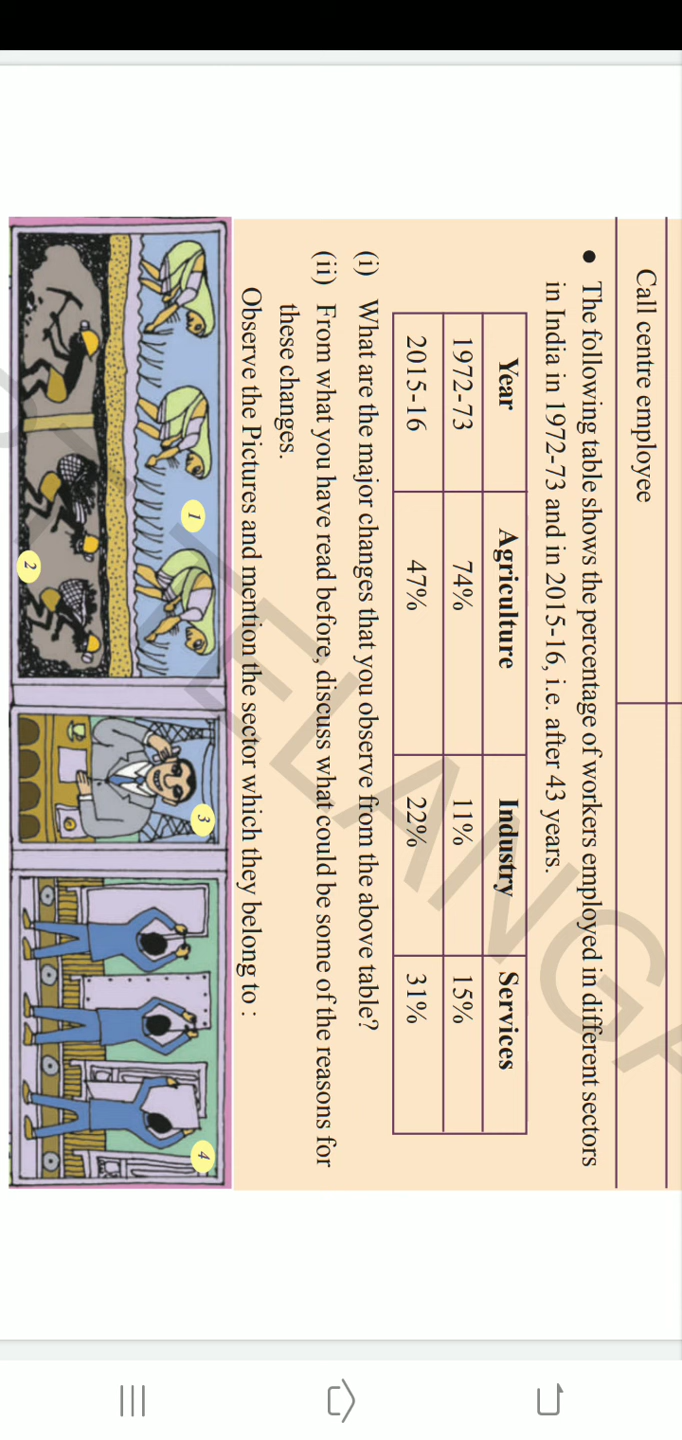 Call centre employee
● The following table shows the percentage of workers employed in different sectors
in India in 1972-73 and in 2015-16, i.e. after 43 years.
Year Agriculture Industry Services
1972-73 74% 11% 15%
2015-16 47% 22% 31%
(i) What are the major changes that you observe from the above table?
(ii) From what you have read before, discuss what could be some of the reasons for
these changes.
Observe the Pictures and mention the sector which they belong to :
1
2
3
4
TELANGA